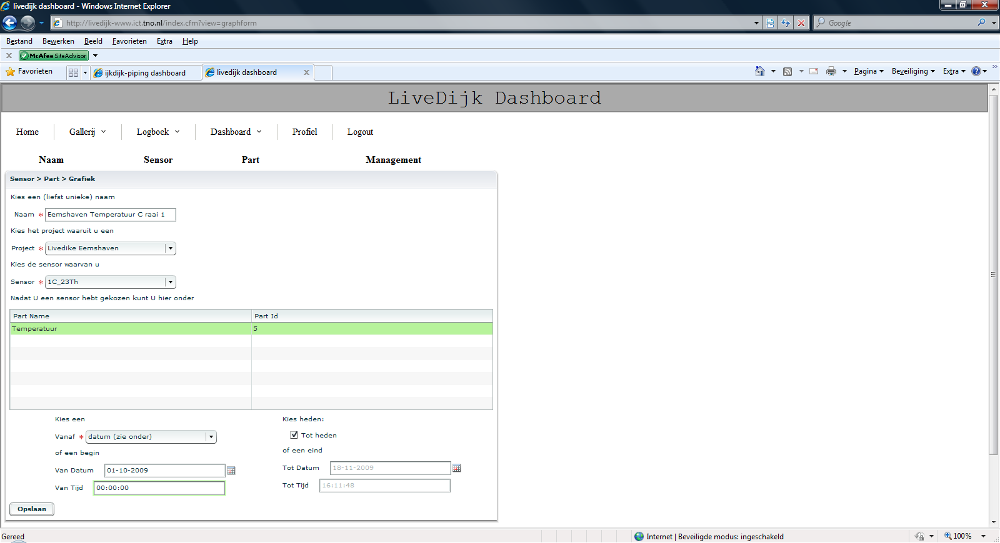 livedijk dashboard - Windows Internet Explorer
http://livedijk-www.ict.tno.nl/index.cfm?view=graphform
Google
Bestand Bewerken Beeld Favorieten Extra Help
McAfee SiteAdvisor
Favorieten ijkdijk-piping dashboard livedijk dashboard Pagina Beveiliging Extra
LiveDijk Dashboard
Home Gallerij Logboek Dashboard Profiel Logout
Naam Sensor Part Management
Sensor > Part > Grafiek
Kies een (liefst unieke) naam
Naam * Eemshaven Temperatuur C raai 1
Kies het project waaruit u een
Project * Livedike Eemshaven
Kies de sensor waarvan u
Sensor * 1C_23Th
Nadat U een sensor hebt gekozen kunt U hier onder
Part Name Part Id
Temperatuur 5
Kies een Kies heden:
Vanaf * datum (zie onder) Tot heden
of een begin of een eind
Van Datum 01-10-2009 Tot Datum 18-11-2009
Van Tijd 00:00:00 Tot Tijd 16:11:48
Opslaan
Gereed Internet | Beveiligde modus: ingeschakeld 100%